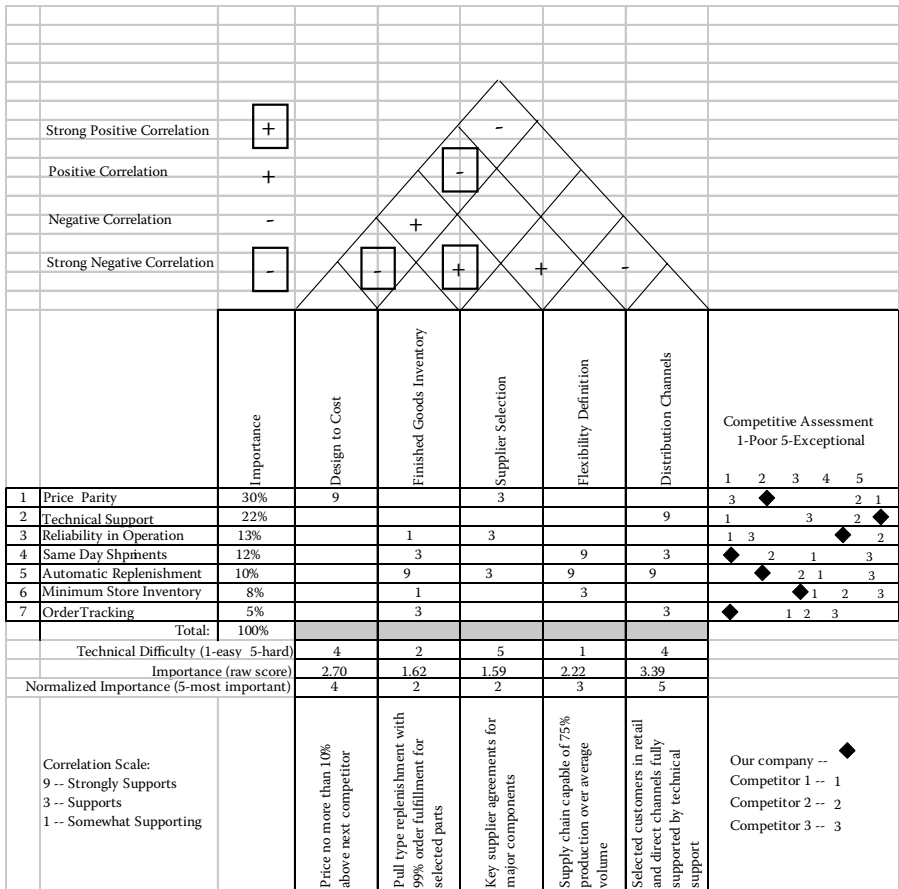 -
Strong Positive Correlation +
Positive Correlation +
-
Negative Correlation -
+
Strong Negative Correlation -
- + + -
Importance
Design to Cost
Finished Goods Inventory
Supplier Selection
Flexibility Definition
Distribution Channels
Competitive Assessment
1-Poor 5-Exceptional
1 2 3 4 5
1 Price Parity 30% 9 3 3 2 1
2 Technical Support 22% 9 1 3 2
3 Reliability in Operation 13% 1 3 1 3 2
4 Same Day Shpments 12% 3 9 3 2 1 3
5 Automatic Replenishment 10% 9 3 9 9 2 1 3
6 Minimum Store Inventory 8% 1 3 1 2 3
7 OrderTracking 5% 3 3 1 2 3
Total: 100%
Technical Difficulty (1-easy 5-hard) 4 2 5 1 4
Importance (raw score) 2.70 1.62 1.59 2.22 3.39
Normalized Importance (5-most important) 4 2 2 3 5
Correlation Scale:
9 -- Strongly Supports
3 -- Supports
1 -- Somewhat Supporting
Price no more than 10%
above next competitor
Pull type replenishment with
99% order fulfillment for
selected parts
Key supplier agreements for
major components
Supply chain capable of 75%
production over average
volume
Selected customers in retail
and direct channels fully
supported by technical
support
Our company --
Competitor 1 -- 1
Competitor 2 -- 2
Competitor 3 -- 3